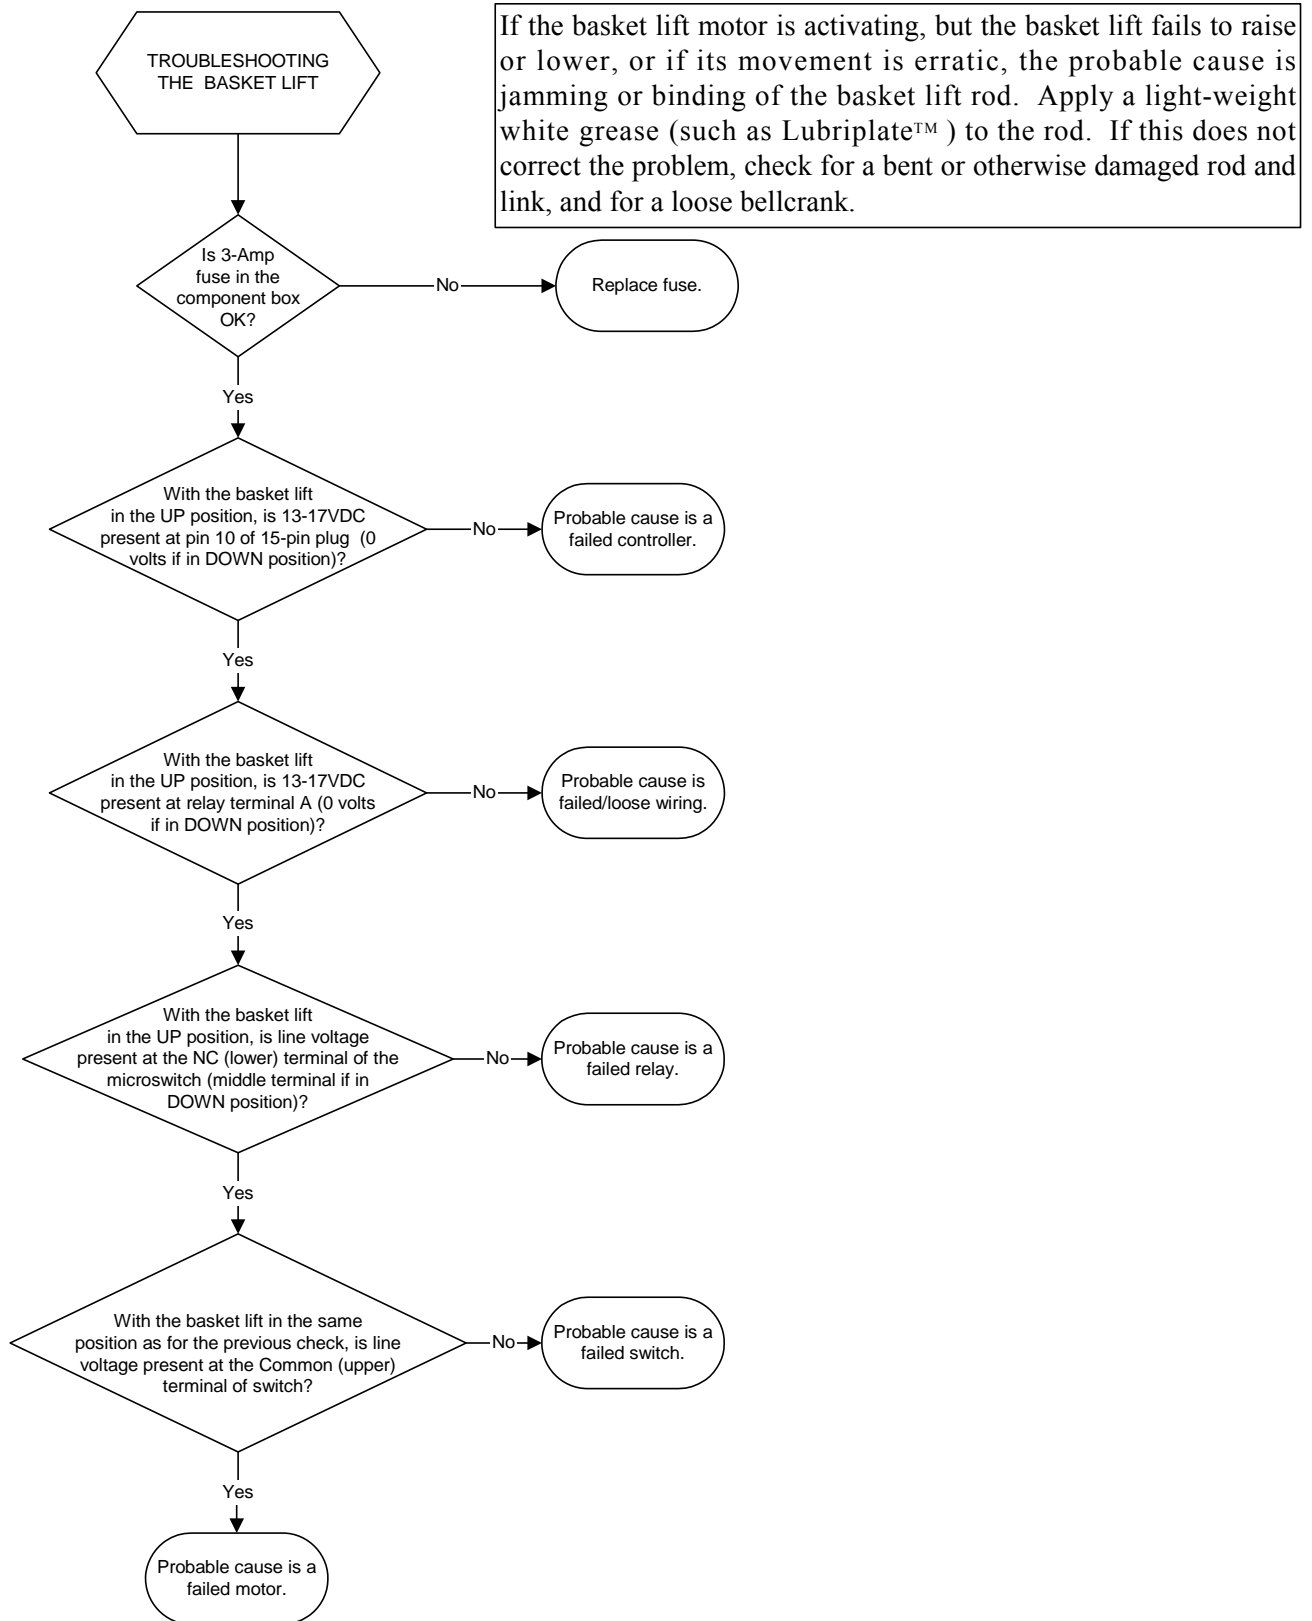 TROUBLESHOOTING
THE BASKET LIFT
If the basket lift motor is activating, but the basket lift fails to raise
or lower, or if its movement is erratic, the probable cause is
jamming or binding of the basket lift rod. Apply a light-weight
white grease (such as Lubriplate™ ) to the rod. If this does not
correct the problem, check for a bent or otherwise damaged rod and
link, and for a loose bellcrank.
Is 3-Amp
fuse in the
component box
OK?
No
Replace fuse.
Yes
With the basket lift
in the UP position, is 13-17VDC
present at pin 10 of 15-pin plug (0
volts if in DOWN position)?
No
Probable cause is a
failed controller.
Yes
With the basket lift
in the UP position, is 13-17VDC
present at relay terminal A (0 volts
if in DOWN position)?
No
Probable cause is
failed/loose wiring.
Yes
With the basket lift
in the UP position, is line voltage
present at the NC (lower) terminal of the
microswitch (middle terminal if in
DOWN position)?
No
Probable cause is a
failed relay.
Yes
With the basket lift in the same
position as for the previous check, is line
voltage present at the Common (upper)
terminal of switch?
No
Probable cause is a
failed switch.
Yes
Probable cause is a
failed motor.